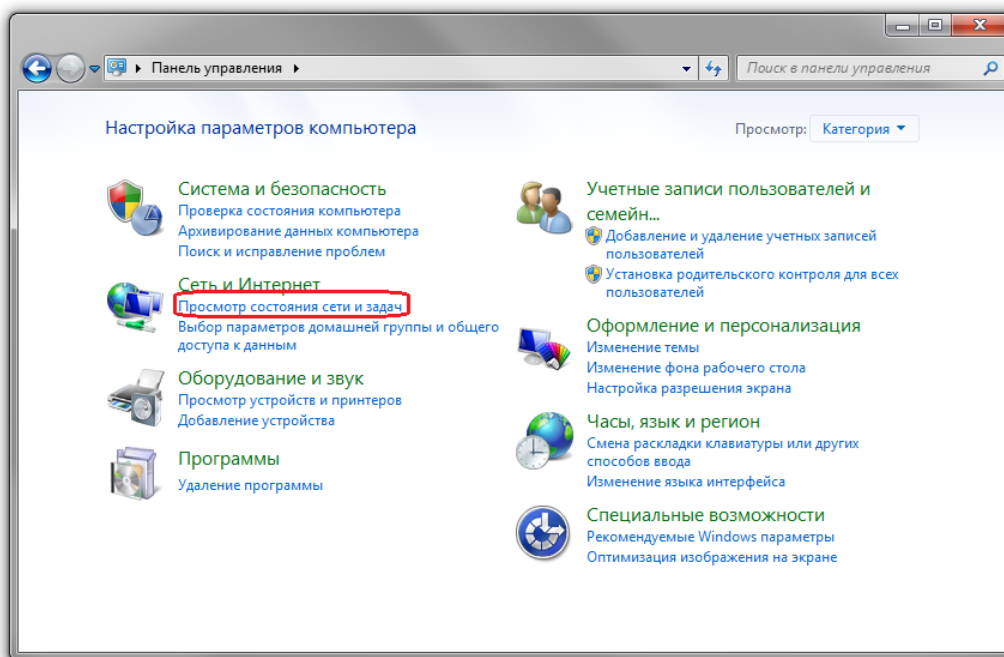 Панель управления
Поиск в панели управления
Настройка параметров компьютера
Просмотр: Категория
Система и безопасность
Проверка состояния компьютера
Архивирование данных компьютера
Поиск и исправление проблем
Сеть и Интернет
Просмотр состояния сети и задач
Выбор параметров домашней группы и общего
доступа к данным
Оборудование и звук
Просмотр устройств и принтеров
Добавление устройства
Программы
Удаление программы
Учетные записи пользователей и
семейн...
Добавление и удаление учетных записей
пользователей
Установка родительского контроля для всех
пользователей
Оформление и персонализация
Изменение темы
Изменение фона рабочего стола
Настройка разрешения экрана
Часы, язык и регион
Смена раскладки клавиатуры или других
способов ввода
Изменение языка интерфейса
Специальные возможности
Рекомендуемые Windows параметры
Оптимизация изображения на экране